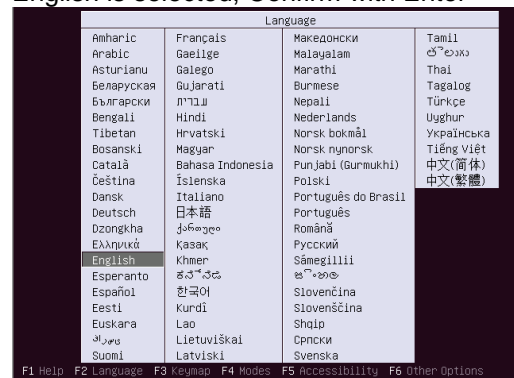 English is selected, Confirm with Enter
Language
Amharic
Arabic
Asturianu
Беларуская
Български
Bengali
Tibetan
Bosanski
Català
Čeština
Dansk
Deutsch
Dzongkha
Ελληνικά
English
Esperanto
Español
Eesti
Euskara
Suomi
Français
Gaeilge
Galego
Gujarati
עברית
Hindi
Hrvatski
Magyar
Bahasa Indonesia
Íslenska
Italiano
日本語
ქართული
Қазақ
Khmer
한국어
Kurdî
Lao
Lietuviškai
Latviski
Македонски
Malayalam
Marathi
Burmese
Nepali
Nederlands
Norsk bokmål
Norsk nynorsk
Punjabi (Gurmukhi)
Polski
Português do Brasil
Português
Română
Русский
Sámegillii
Slovenčina
Slovenščina
Shqip
Српски
Svenska
Tamil
Thai
Tagalog
Türkçe
Uyghur
Українська
Tiếng Việt
中文(简体)
中文(繁體)
F1 Help F2 Language F3 Keymap F4 Modes F5 Accessibility F6 Other Options